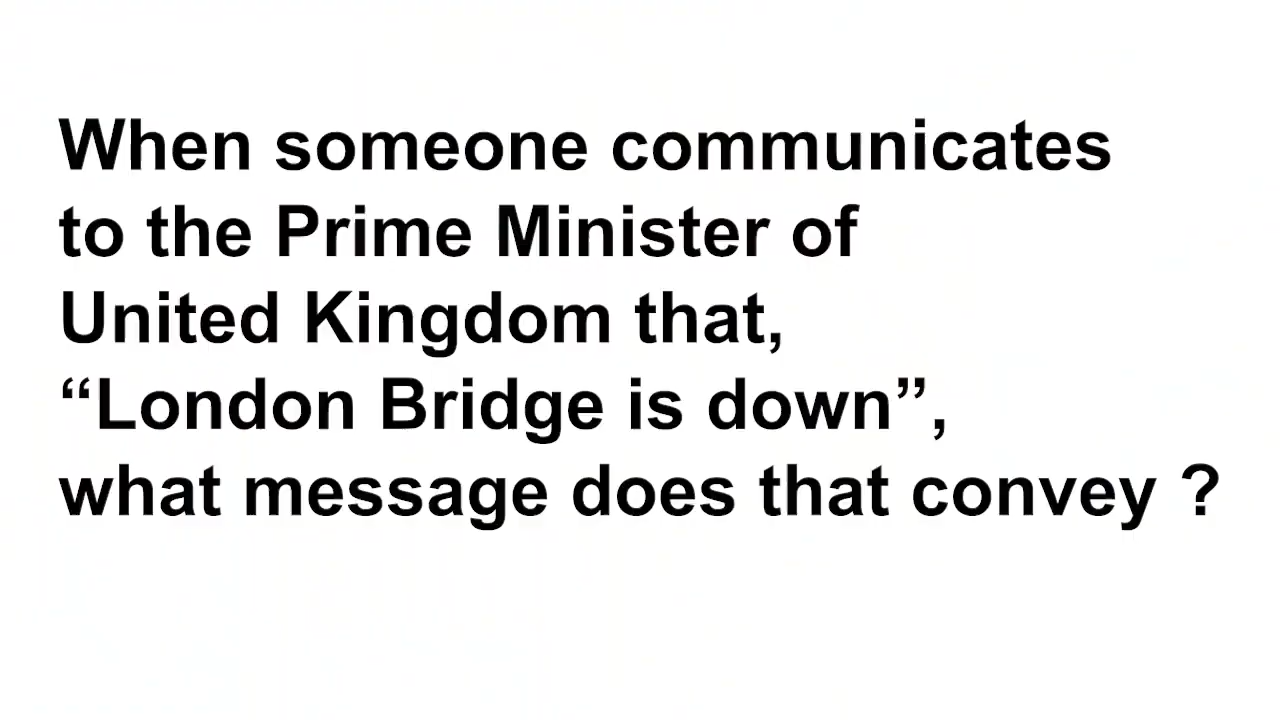 When someone communicates
to the Prime Minister of
United Kingdom that,
“London Bridge is down”,
what message does that convey ?